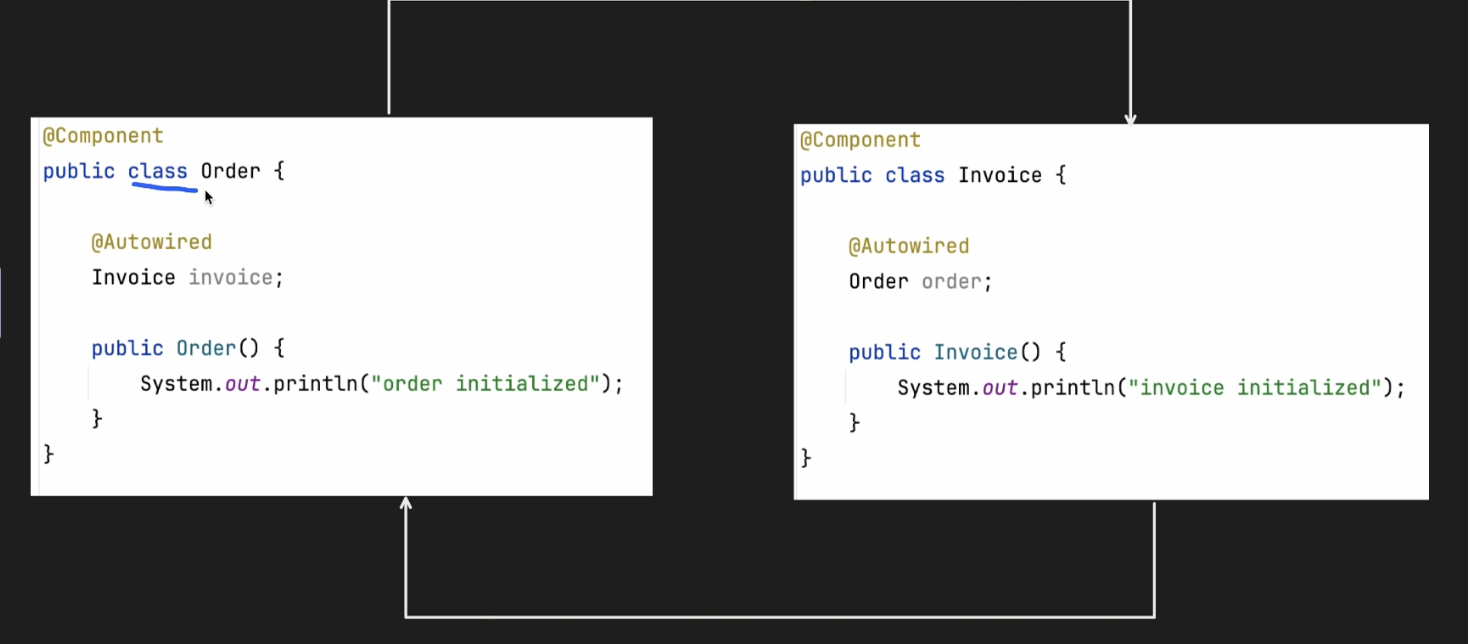 @Component
public class Order {
@Autowired
Invoice invoice;
public Order() {
System.out.println("order initialized");
}
}
@Component
public class Invoice {
@Autowired
Order order;
public Invoice() {
System.out.println("invoice initialized");
}
}